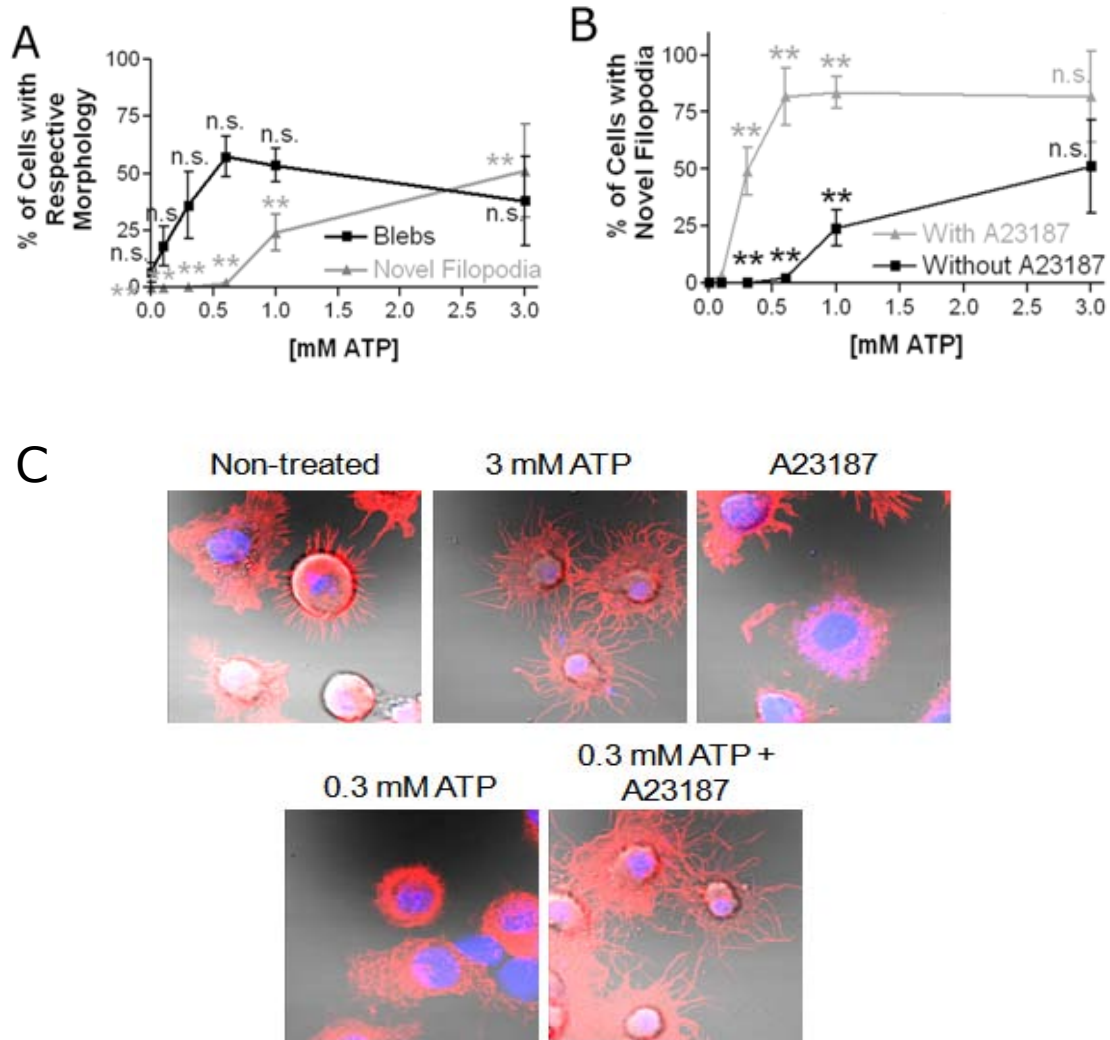 A
% of Cells with
Respective
Morphology
100
75
50
25
0
n.s.
n.s.
n.s.
n.s.
n.s.
n.s.
**
**
**
**
**
**
Blebs
Novel Filopodia
0.0 0.5 1.0 1.5 2.0 2.5 3.0
[mM ATP]
B
% of Cells with
Novel Filopodia
100
75
50
25
0
**
**
**
n.s.
**
**
**
n.s.
With A23187
Without A23187
0.0 0.5 1.0 1.5 2.0 2.5 3.0
[mM ATP]
C
Non-treated
3 mM ATP
A23187
0.3 mM ATP
0.3 mM ATP +
A23187